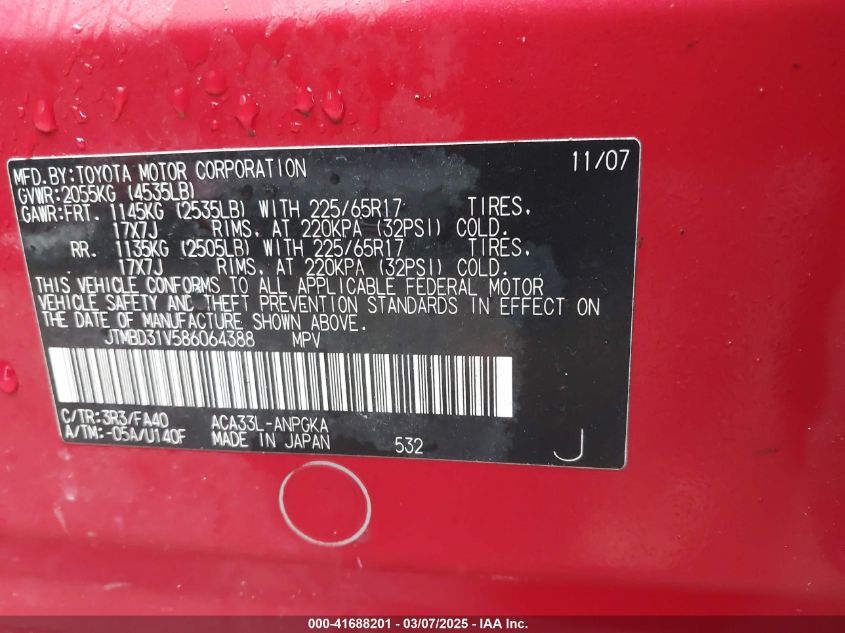 MFD.BY:TOYOTA MOTOR CORPORATION 11/07
GVWR:2055KG (4535LB)
GAWR:FRT. 1145KG (2535LB) WITH 225/65R17 TIRES,
17X7J RIMS, AT 220KPA (32PSI) COLD.
RR. 1135KG (2505LB) WITH 225/65R17 TIRES,
17X7J RIMS, AT 220KPA (32PSI) COLD.
THIS VEHICLE CONFORMS TO ALL APPLICABLE FEDERAL MOTOR
VEHICLE SAFETY AND THEFT PREVENTION STANDARDS IN EFFECT ON
THE DATE OF MANUFACTURE SHOWN ABOVE.
JTMBD31V586064388 MPV
C/TR:3R3/FA40 ACA33L-ANPGKA
A/TM:-05A/U140F MADE IN JAPAN 532 J
000-41688201 - 03/07/2025 - IAA Inc.